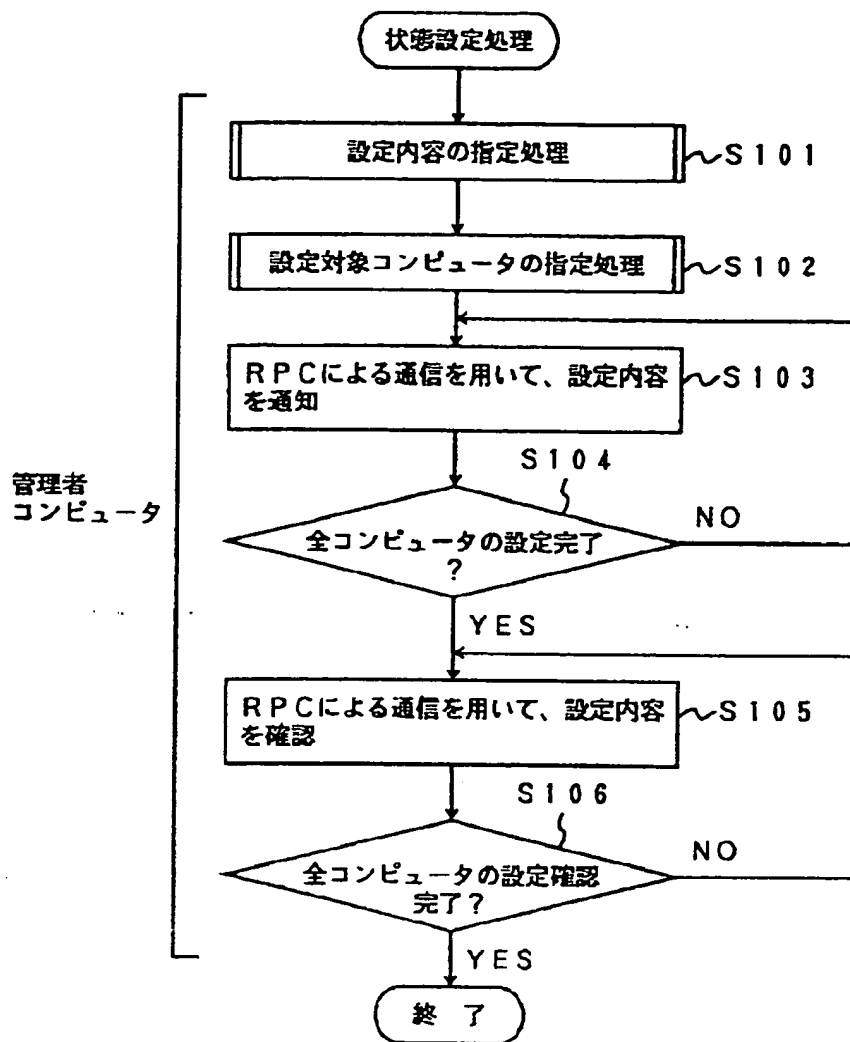 状態設定処理
設定内容の指定処理
S101
設定対象コンピュータの指定処理
S102
RPCによる通信を用いて、設定内容
を通知
S103
S104
管理者
コンピュータ
全コンピュータの設定完了
?
NO
YES
RPCによる通信を用いて、設定内容
を確認
S105
S106
全コンピュータの設定確認
完了?
NO
YES
終 了